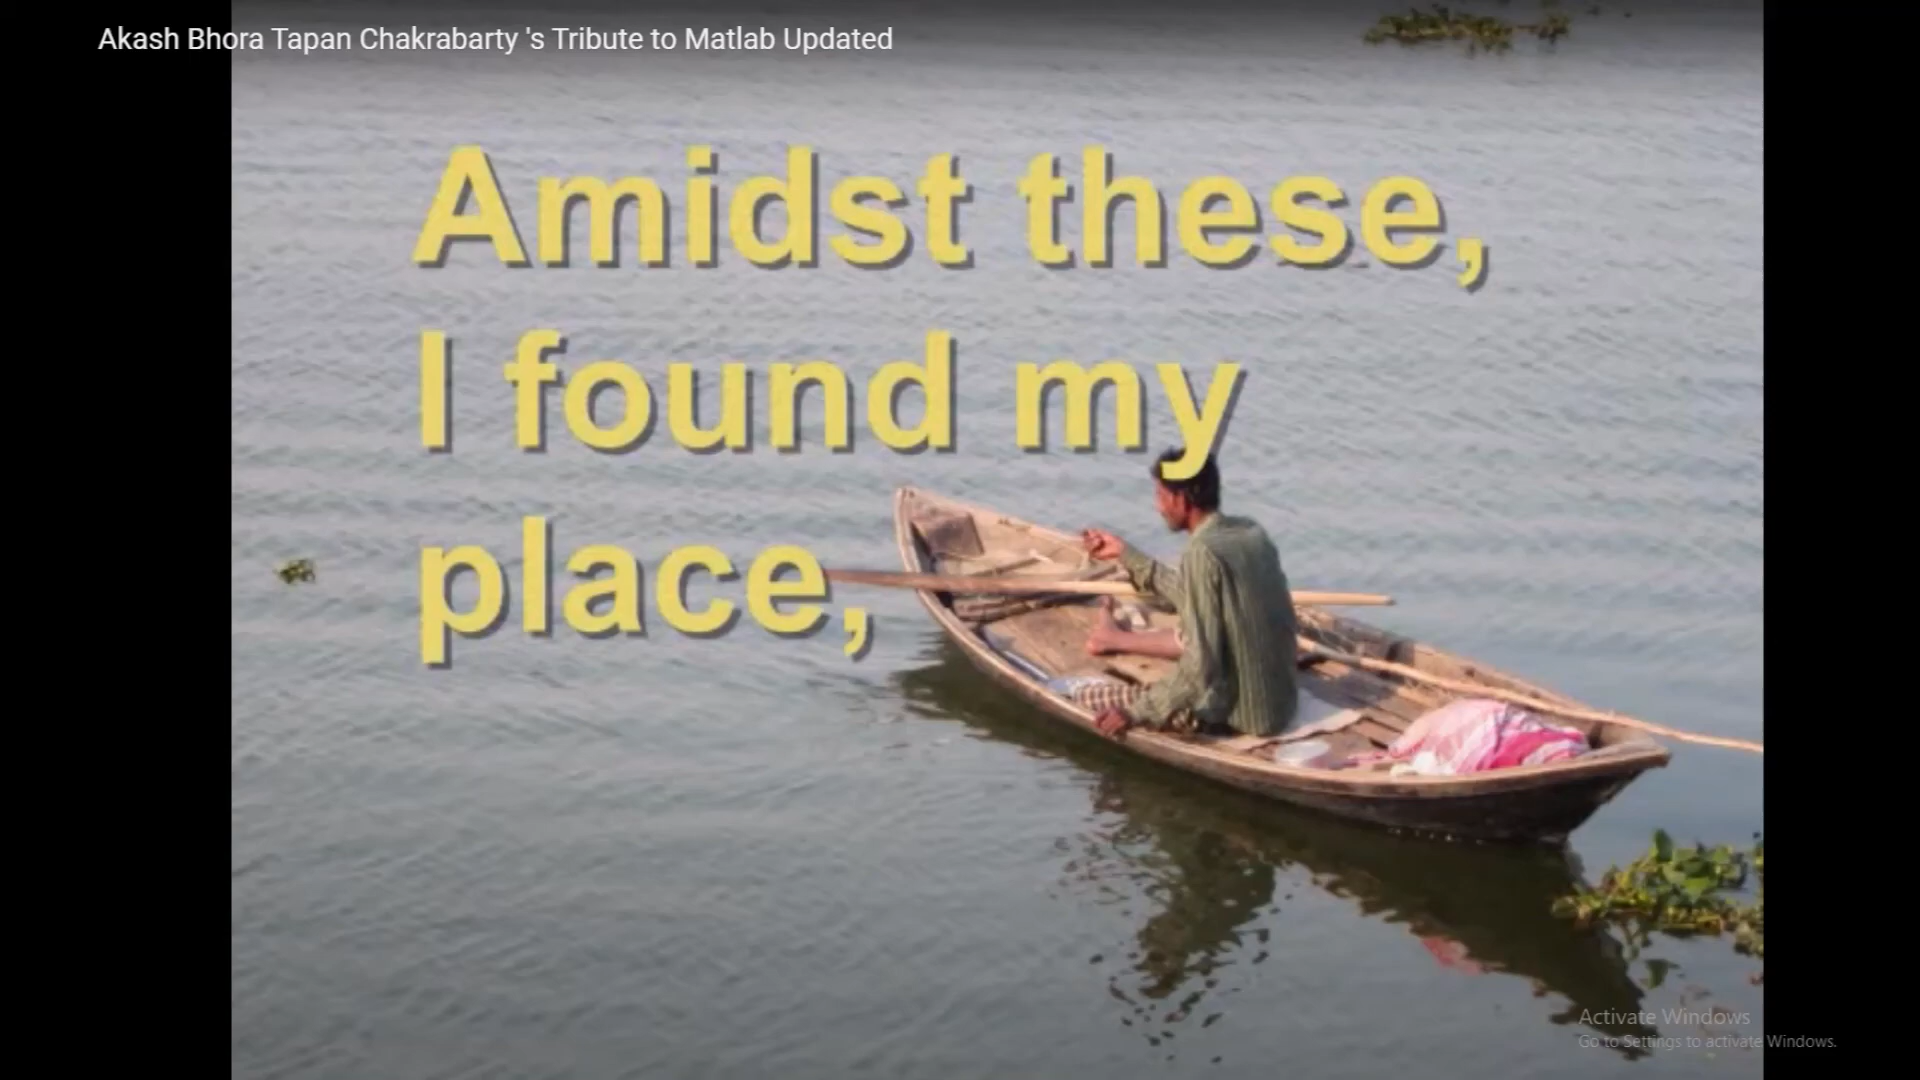 Akash Bhora Tapan Chakrabarty 's Tribute to Matlab Updated
Amidst these,
I found my
place,
Activate Windows
Go to Settings to activate Windows.